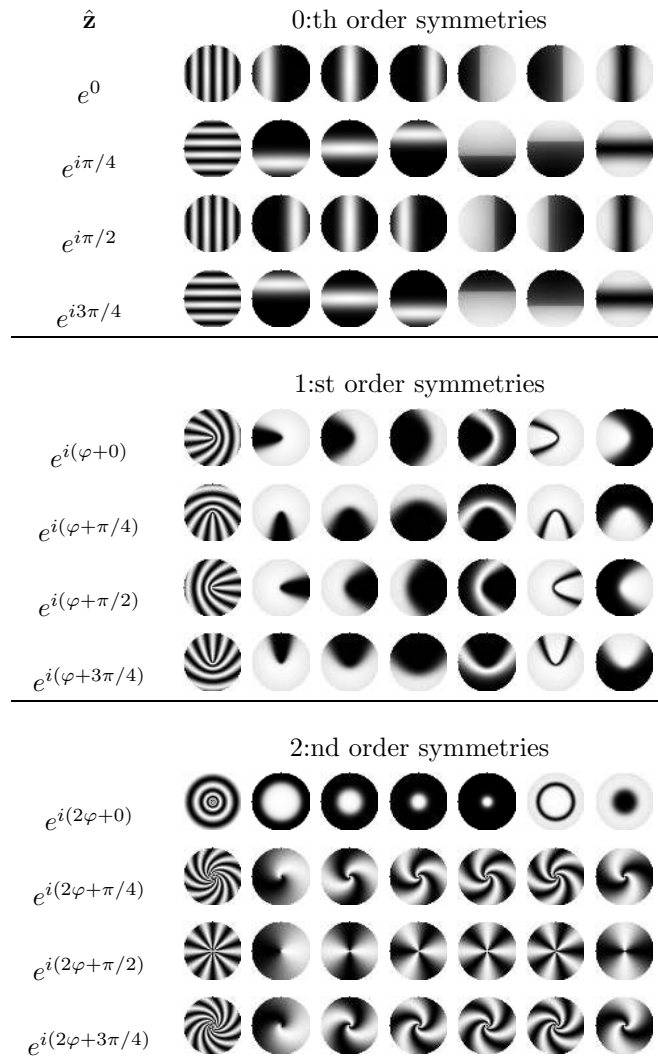 ẑ 0:th order symmetries
e^0
e^{iπ/4}
e^{iπ/2}
e^{i3π/4}
1:st order symmetries
e^{i(φ+0)}
e^{i(φ+π/4)}
e^{i(φ+π/2)}
e^{i(φ+3π/4)}
2:nd order symmetries
e^{i(2φ+0)}
e^{i(2φ+π/4)}
e^{i(2φ+π/2)}
e^{i(2φ+3π/4)}